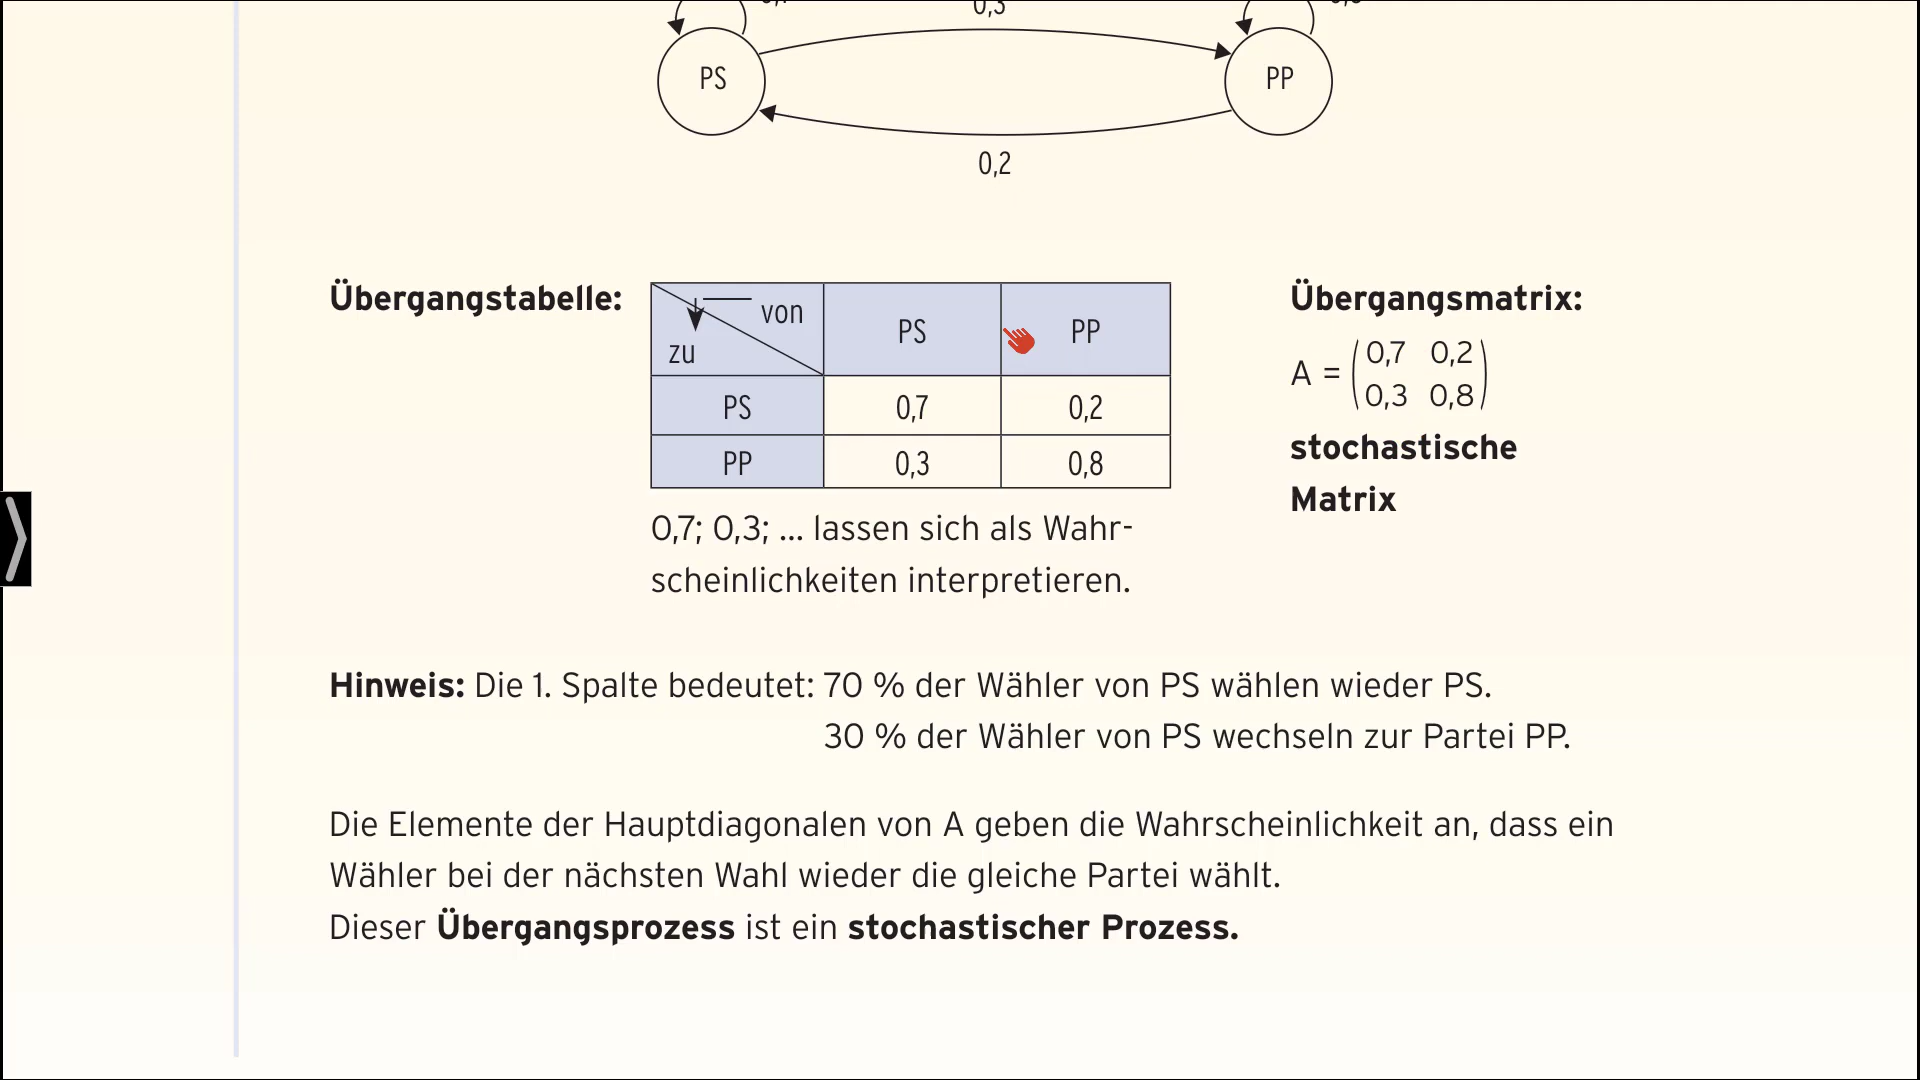 0,3
PS
PP
0,2
Übergangstabelle:
von
zu
PS
PP
PS
0,7
0,2
PP
0,3
0,8
Übergangsmatrix:
A = (0,7 0,2
0,3 0,8)
stochastische
Matrix
0,7; 0,3; ... lassen sich als Wahr-
scheinlichkeiten interpretieren.
Hinweis: Die 1. Spalte bedeutet: 70 % der Wähler von PS wählen wieder PS.
30 % der Wähler von PS wechseln zur Partei PP.
Die Elemente der Hauptdiagonalen von A geben die Wahrscheinlichkeit an, dass ein
Wähler bei der nächsten Wahl wieder die gleiche Partei wählt.
Dieser Übergangsprozess ist ein stochastischer Prozess.